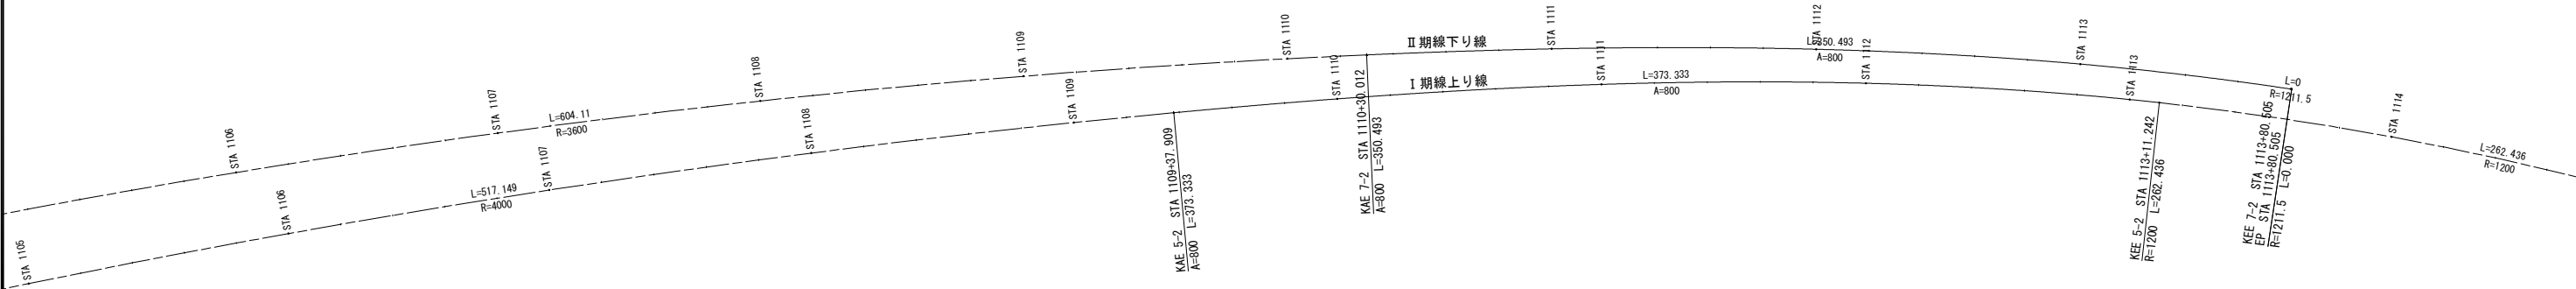 STA 1106
STA 1107
L=604.11
R=3600
STA 1108
STA 1109
STA 1110
Ⅱ期線下り線
STA 1111
STA 1112
L=350.493
A=800
STA 1113
L=0
R=1211.5
STA 1105
STA 1106
L=517.149
R=4000
STA 1107
STA 1108
STA 1109
STA 1110
Ⅰ期線上り線
STA 1111
L=373.333
A=800
STA 1112
STA 1113
STA 1114
L=262.436
R=1200
KAE 5-2 STA 1109+37.909
A=800 L=373.333
KAE 7-2 STA 1110+30.012
A=800 L=350.493
KEE 5-2 STA 1113+11.242
R=1200 L=262.436
KEE 7-2 STA 1113+80.505
EP STA 1113+80.505
R=1211.5 L=0.000